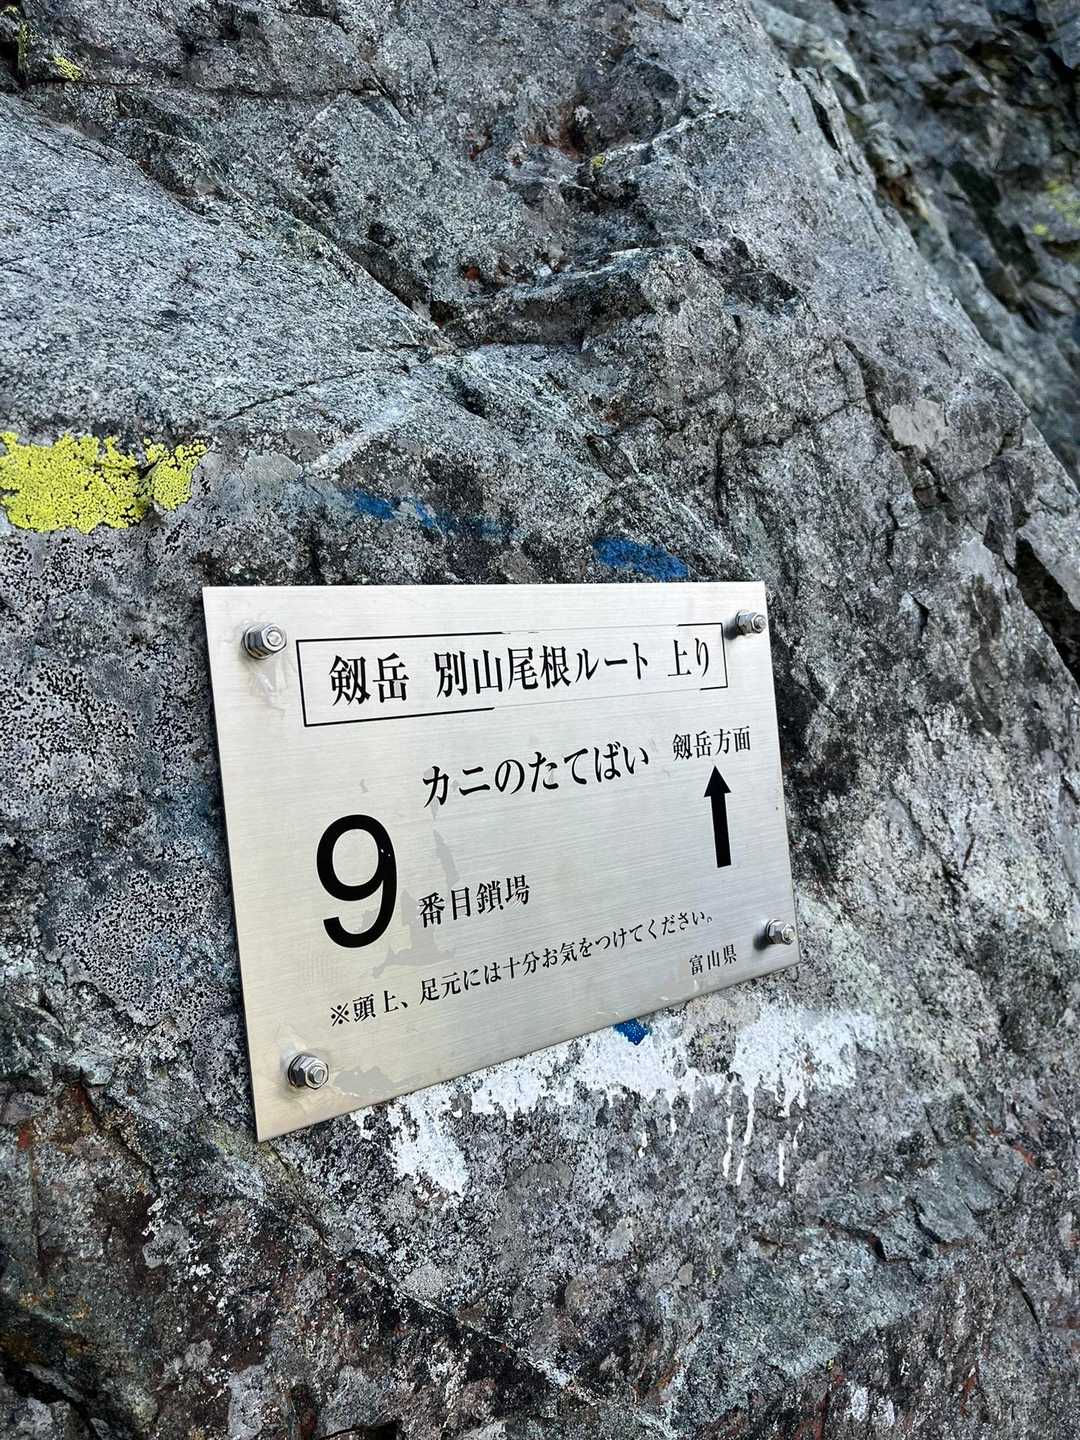 剱岳 別山尾根ルート 上り
カニのたてばい
剱岳方面
9番目鎖場
※頭上、足元には十分お気をつけてください。
富山県